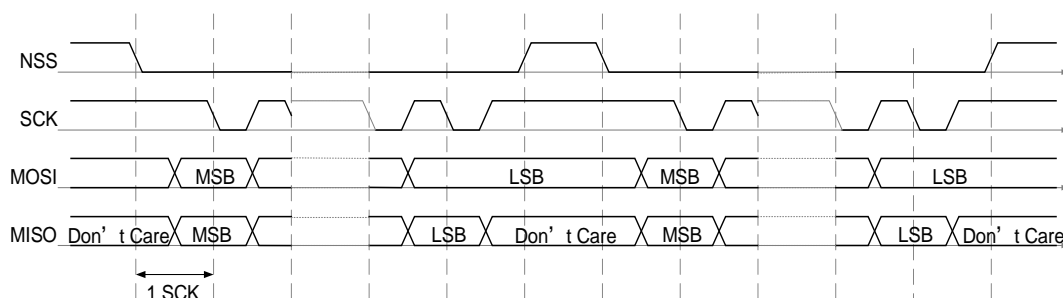 NSS
SCK
MOSI MSB LSB MSB LSB
MISO Don’t Care MSB LSB Don’t Care MSB LSB Don’t Care
1 SCK